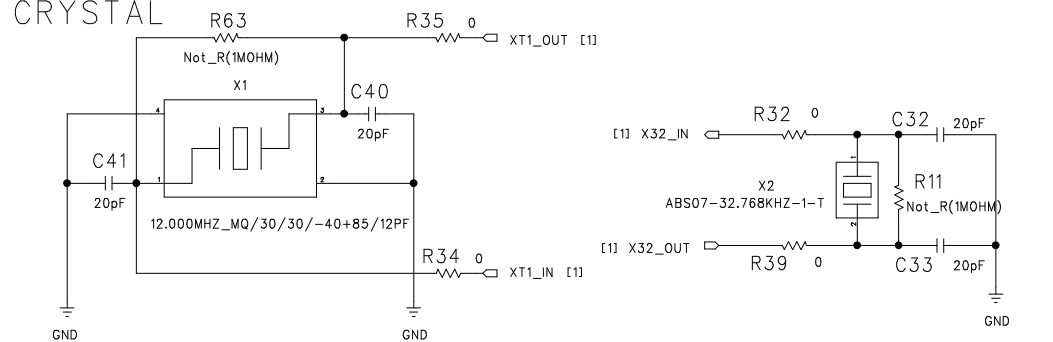 CRYSTAL
R63
Not_R(1MOHM)
R35 0
XT1_OUT [1]
X1
4
3
1
2
C40
20pF
C41
20pF
12.000MHZ_MQ/30/30/-40+85/12PF
R34 0
XT1_IN [1]
GND
GND
[1] X32_IN
R32 0
C32 20pF
1
X2
ABS07-32.768KHZ-1-T
2
R11
Not_R(1MOHM)
[1] X32_OUT
R39 0
C33 20pF
GND